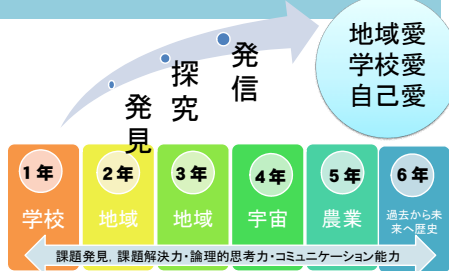 発見
探究
発信
地域愛
学校愛
自己愛
1年
2年
3年
4年
5年
6年
学校
地域
地域
宇宙
農業
過去から未
来へ歴史
課題発見,課題解決力・論理的思考力・コミュニケーション能力